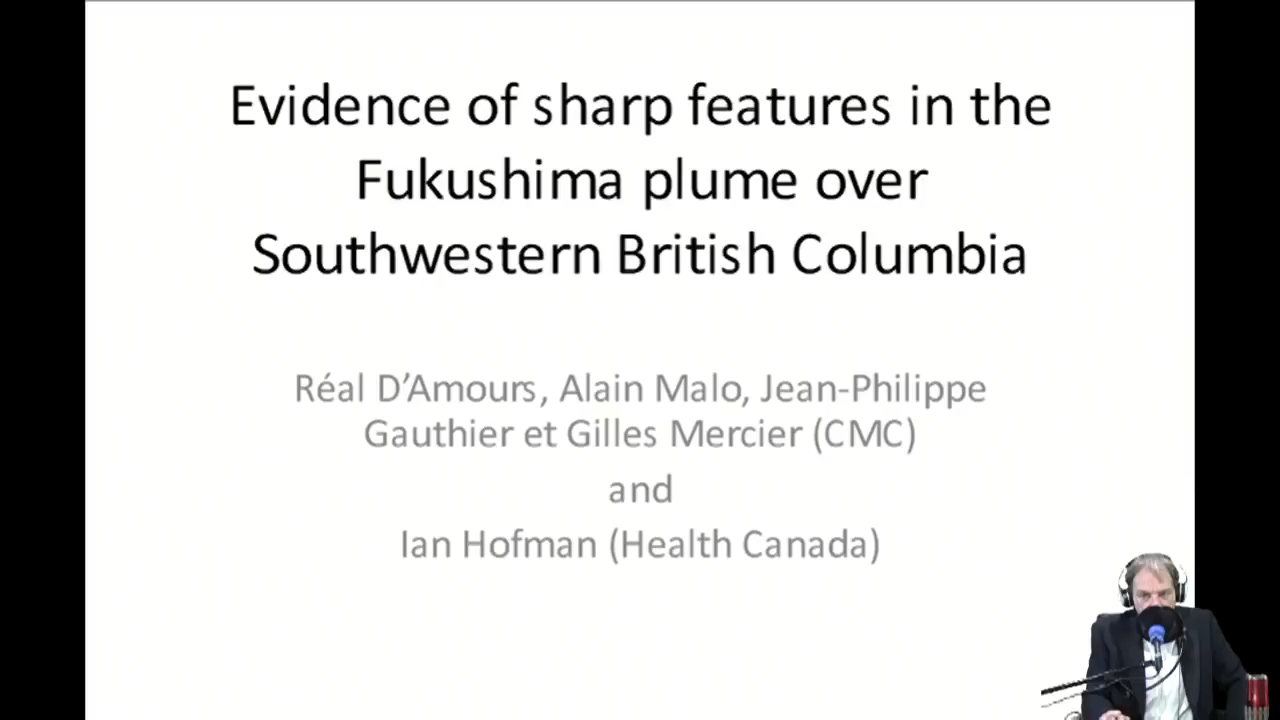 Evidence of sharp features in the
Fukushima plume over
Southwestern British Columbia
Réal D’Amours, Alain Malo, Jean-Philippe
Gauthier et Gilles Mercier (CMC)
and
Ian Hofman (Health Canada)